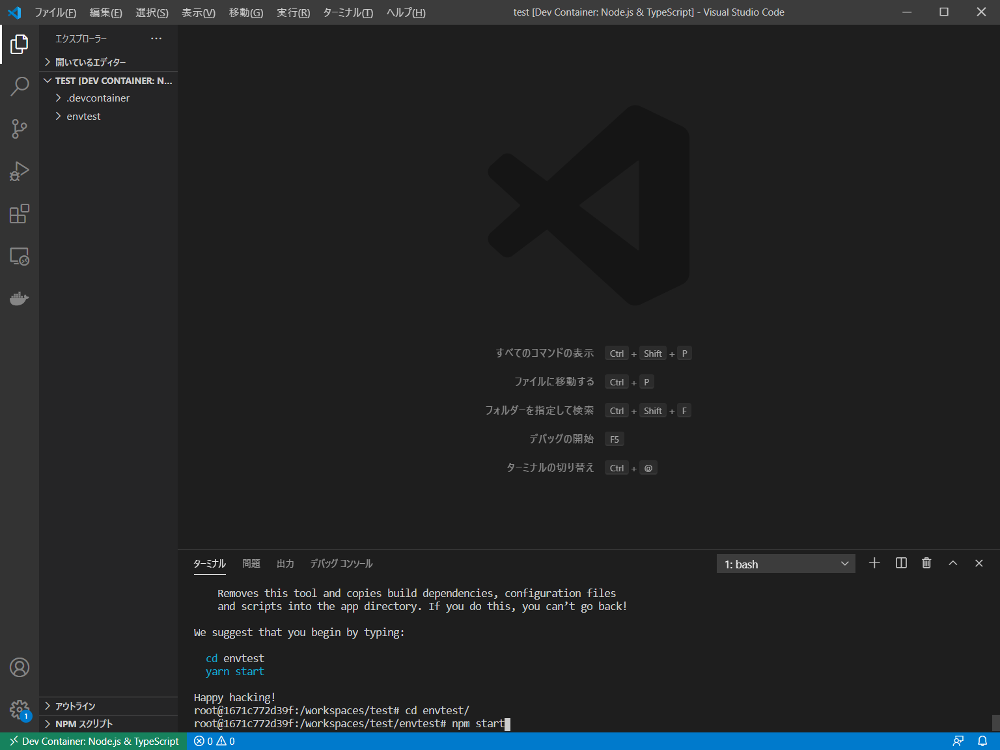 ファイル(F) 編集(E) 選択(S) 表示(V) 移動(G) 実行(R) ターミナル(T) ヘルプ(H) test [Dev Container: Node.js & TypeScript] - Visual Studio Code
エクスプローラー ...
開いているエディター
TEST [DEV CONTAINER: N...
.devcontainer
envtest
すべてのコマンドの表示 Ctrl + Shift + P
ファイルに移動する Ctrl + P
フォルダーを指定して検索 Ctrl + Shift + F
デバッグの開始 F5
ターミナルの切り替え Ctrl + @
ターミナル 問題 出力 デバッグ コンソール 1: bash
Removes this tool and copies build dependencies, configuration files
and scripts into the app directory. If you do this, you can’t go back!
We suggest that you begin by typing:
cd envtest
yarn start
Happy hacking!
root@1671c772d39f:/workspaces/test# cd envtest/
root@1671c772d39f:/workspaces/test/envtest# npm start
アウトライン
NPM スクリプト
1
Dev Container: Node.js & TypeScript 0 0